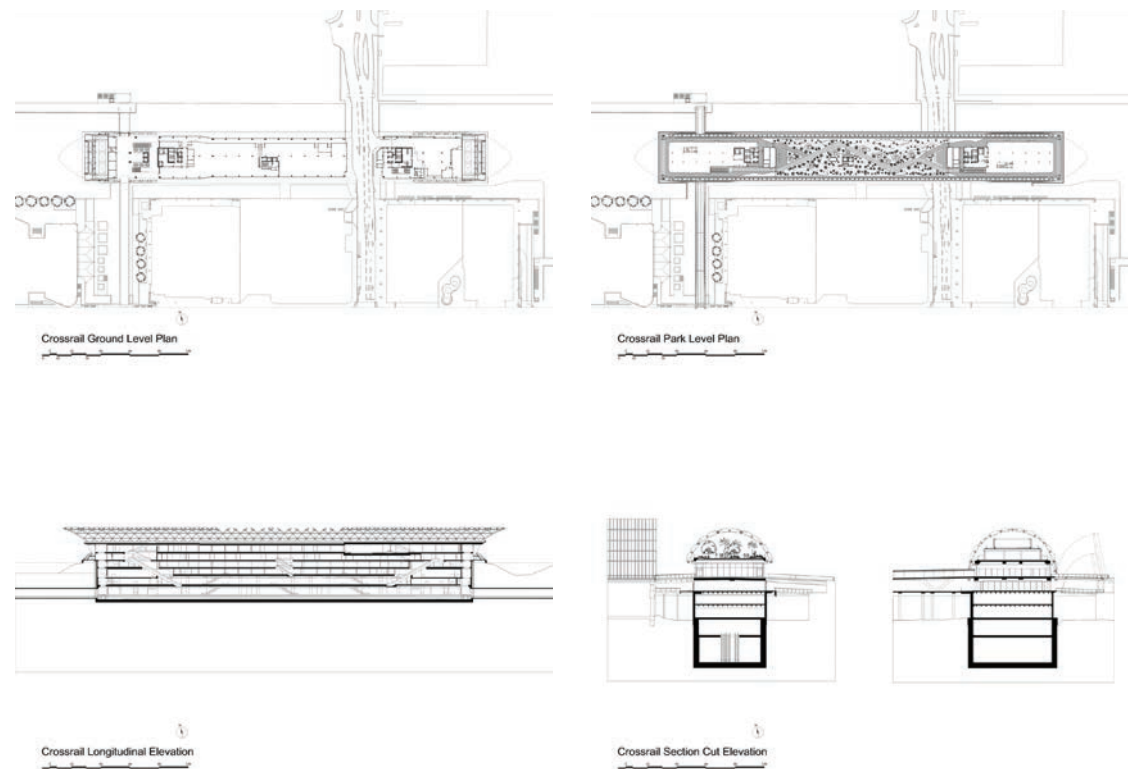 Crossrail Ground Level Plan
Crossrail Park Level Plan
Crossrail Longitudinal Elevation
Crossrail Section Cut Elevation